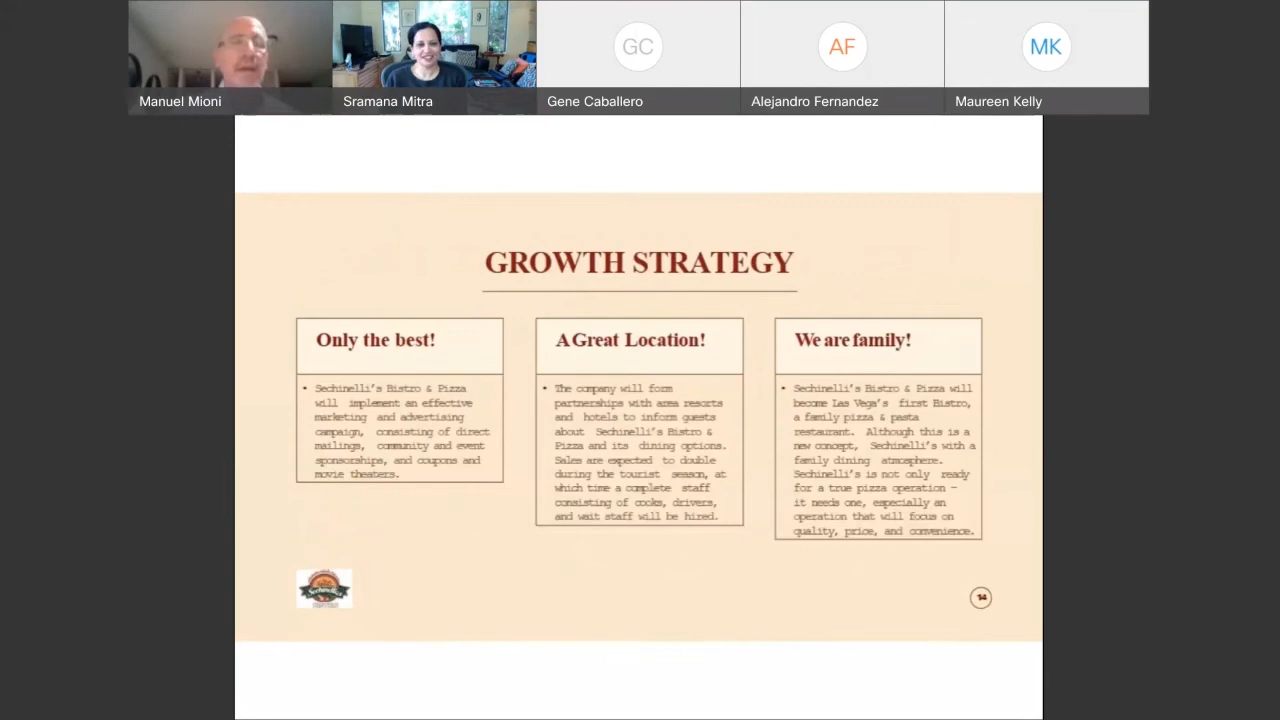 Manuel Mioni
Sramana Mitra
GC
Gene Caballero
AF
Alejandro Fernandez
MK
Maureen Kelly
GROWTH STRATEGY
Only the best!
• Sechinelli's Bistro & Pizza
will implement an effective
marketing and advertising
campaign, consisting of direct
mailings, community and event
sponsorships, and coupons and
movie theaters.
A Great Location!
• The company will form
partnerships with area resorts
and hotels to inform guests
about Sechinelli's Bistro &
Pizza and its dining options.
Sales are expected to double
during the tourist season, at
which time a complete staff
consisting of cooks, drivers,
and wait staff will be hired.
We are family!
• Sechinelli's Bistro & Pizza will
become Las Vega's first Bistro,
a family pizza & pasta
restaurant. Although this is a
new concept, Sechinelli's with a
family dining atmosphere.
Sechinelli's is not only ready
for a true pizza operation –
it needs one, especially an
operation that will focus on
quality, price, and convenience.
Sechinelli's
14